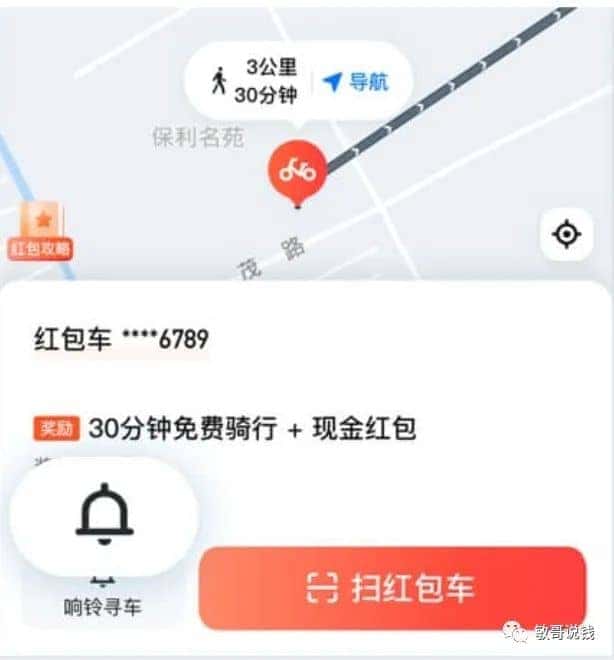 3公里
30分钟
导航
保利名苑
红包攻略
茂路
红包车 ****6789
奖励 30分钟免费骑行 + 现金红包
响铃寻车
扫红包车
敏哥说钱